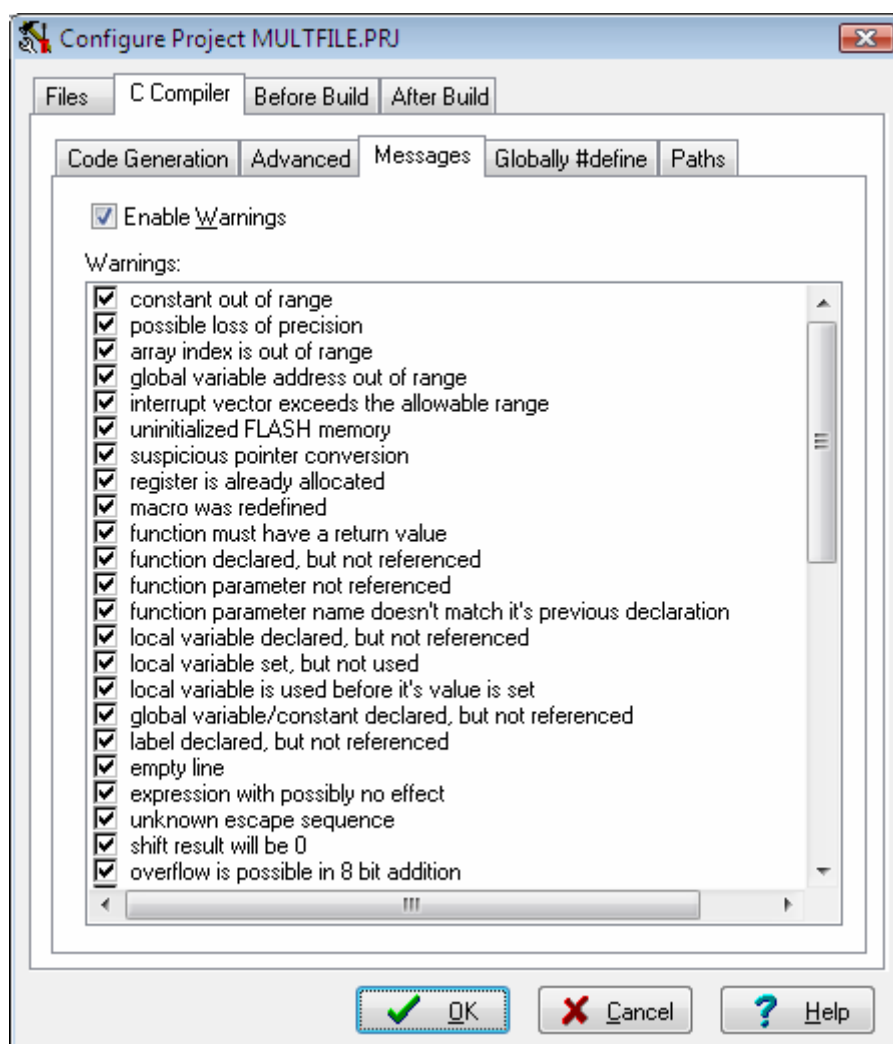 Configure Project MULTFILE.PRJ
Files C Compiler Before Build After Build
Code Generation Advanced Messages Globally #define Paths
Enable Warnings
Warnings:
constant out of range
possible loss of precision
array index is out of range
global variable address out of range
interrupt vector exceeds the allowable range
uninitialized FLASH memory
suspicious pointer conversion
register is already allocated
macro was redefined
function must have a return value
function declared, but not referenced
function parameter not referenced
function parameter name doesn't match it's previous declaration
local variable declared, but not referenced
local variable set, but not used
local variable is used before it's value is set
global variable/constant declared, but not referenced
label declared, but not referenced
empty line
expression with possibly no effect
unknown escape sequence
shift result will be 0
overflow is possible in 8 bit addition
OK Cancel Help